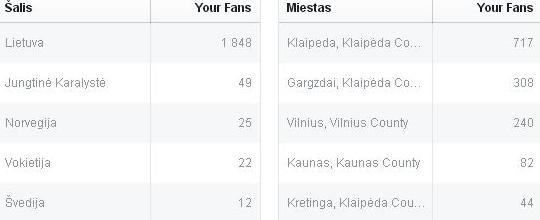 Šalis Your Fans
Lietuva 1 848
Jungtinė Karalystė 49
Norvegija 25
Vokietija 22
Švedija 12
Miestas Your Fans
Klaipeda, Klaipėda Co... 717
Gargzdai, Klaipėda Co... 308
Vilnius, Vilnius County 240
Kaunas, Kaunas County 82
Kretinga, Klaipėda Cou... 44